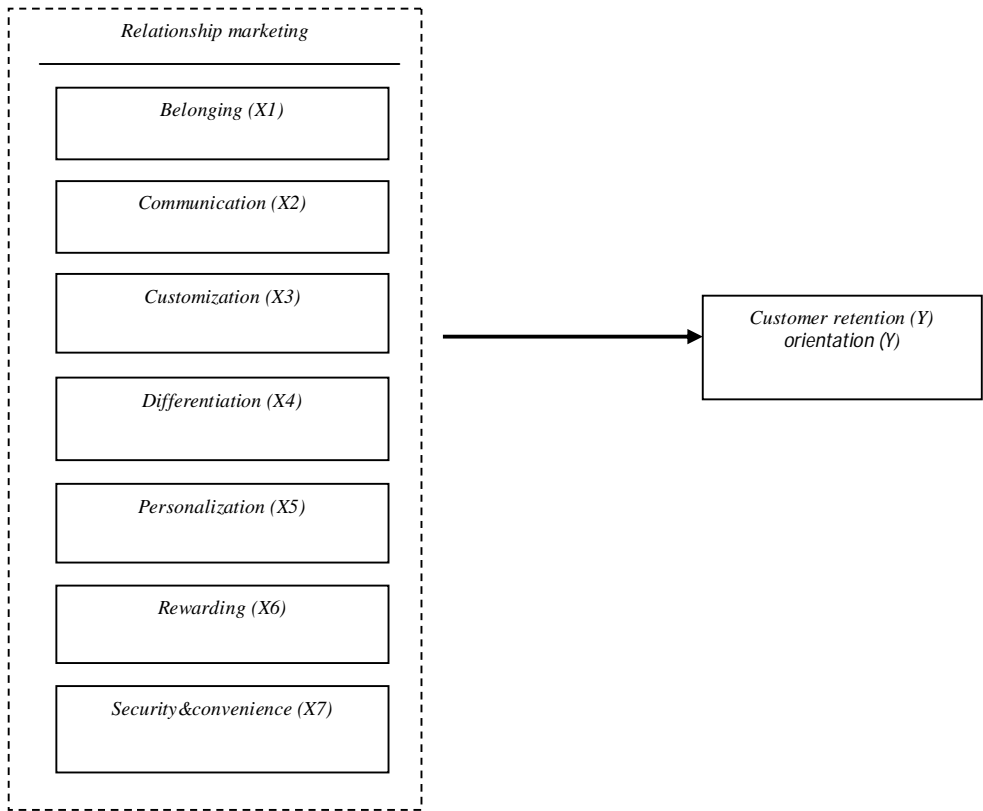 Relationship marketing
Belonging (X1)
Communication (X2)
Customization (X3)
Differentiation (X4)
Personalization (X5)
Rewarding (X6)
Security&convenience (X7)
Customer retention (Y)
orientation (Y)